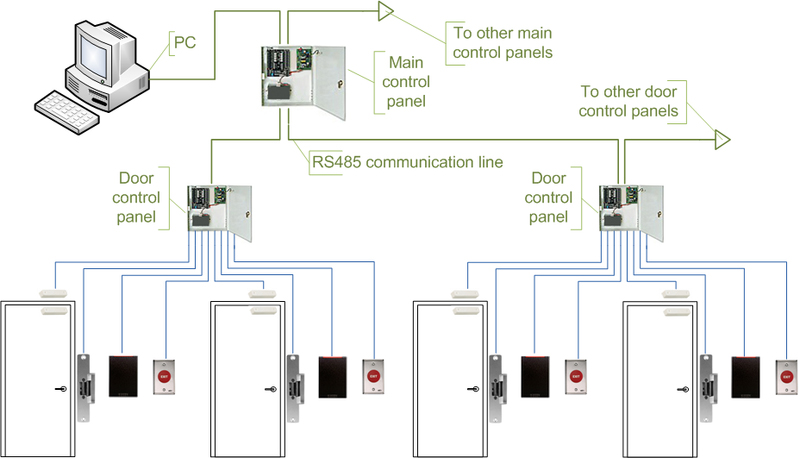 PC
To other main
control panels
Main
control
panel
To other door
control panels
RS485 communication line
Door
control
panel
Door
control
panel
EXIT
EXIT
EXIT
EXIT